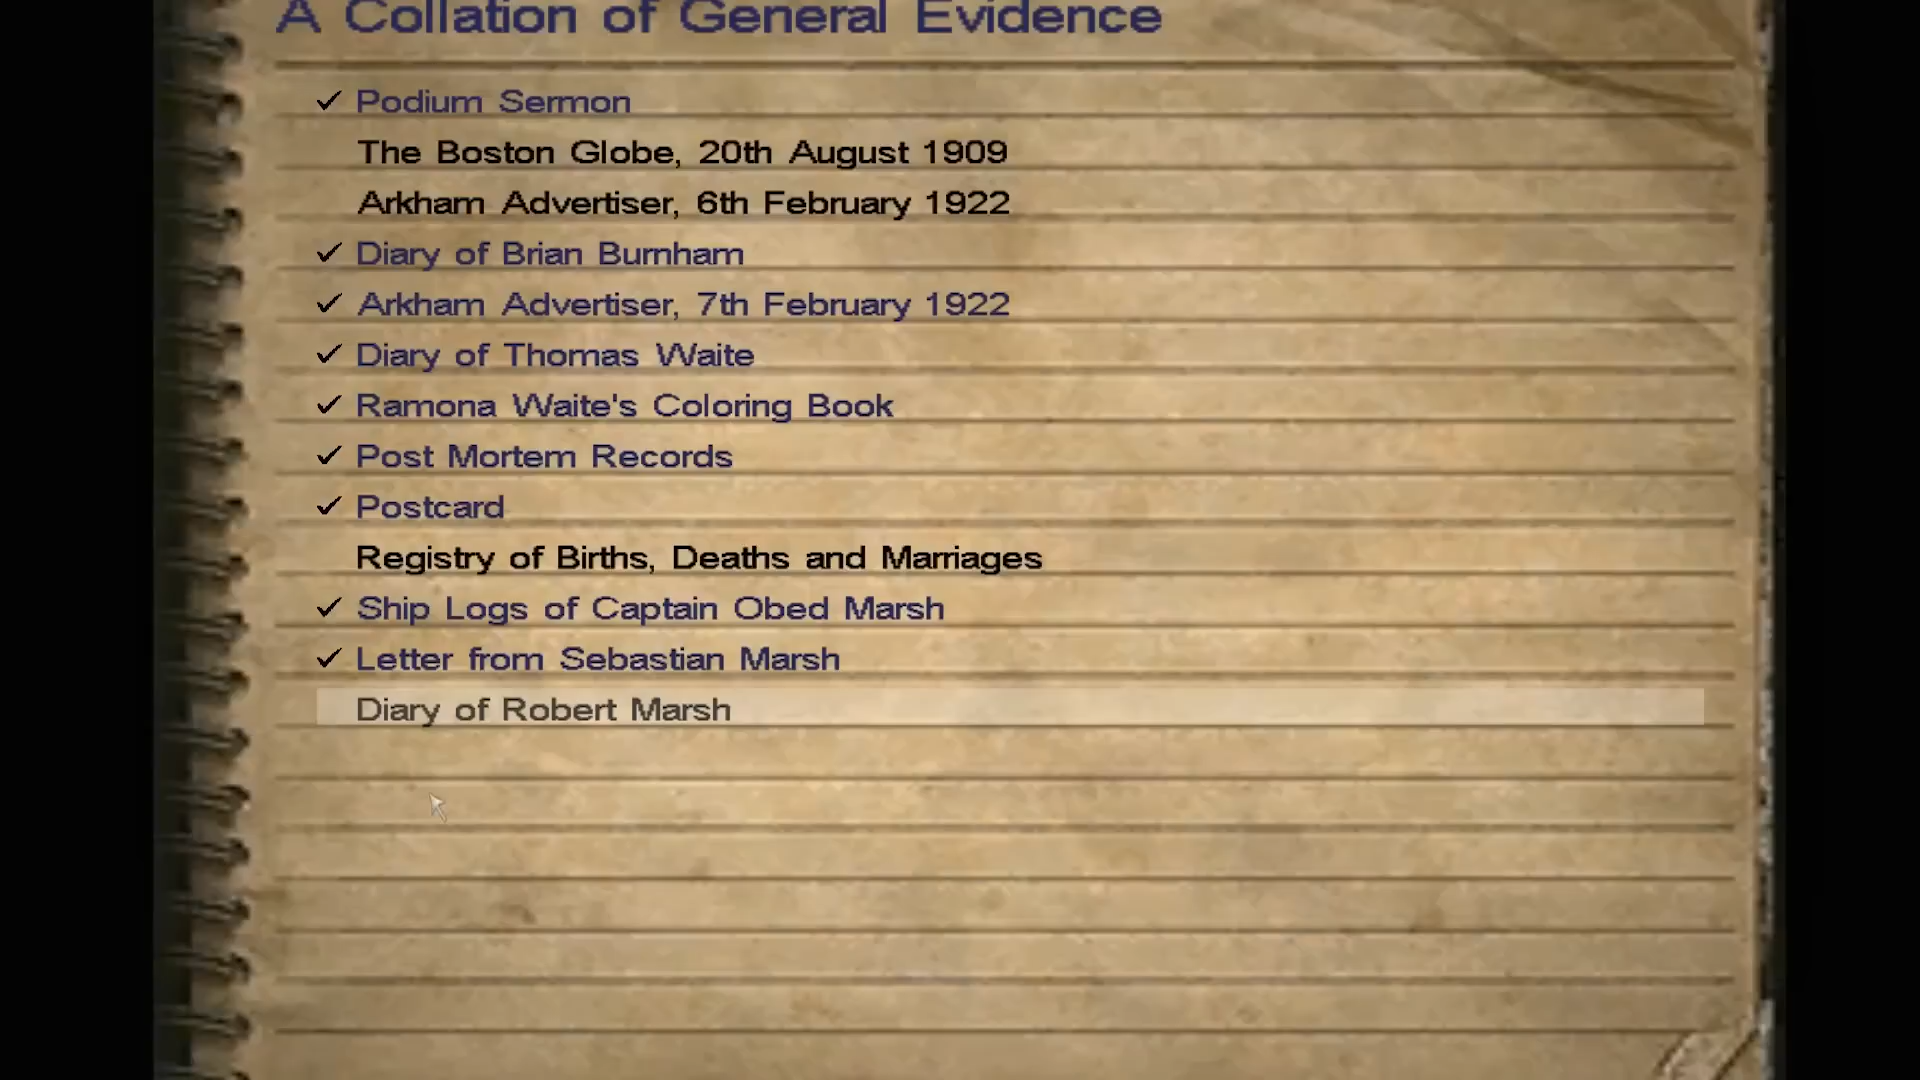 A Collation of General Evidence
✓ Podium Sermon
The Boston Globe, 20th August 1909
Arkham Advertiser, 6th February 1922
✓ Diary of Brian Burnham
✓ Arkham Advertiser, 7th February 1922
✓ Diary of Thomas Waite
✓ Ramona Waite's Coloring Book
✓ Post Mortem Records
✓ Postcard
Registry of Births, Deaths and Marriages
✓ Ship Logs of Captain Obed Marsh
✓ Letter from Sebastian Marsh
Diary of Robert Marsh